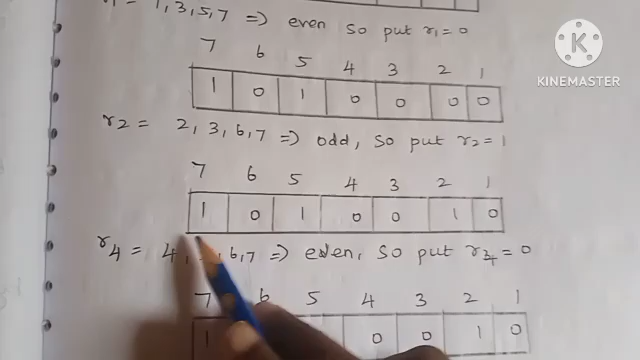 = 1,3,5,7 => even so put r1=0
KINEMASTER
7 6 5 4 3 2 1
1 0 1 0 0 0 0
r2 = 2,3,6,7 => odd, so put r2=1
7 6 5 4 3 2 1
1 0 1 0 0 1 0
r4 = 4, 6,7 => even, so put r4=0
7 6 5 4 3 2 1
1 0 0 1 0